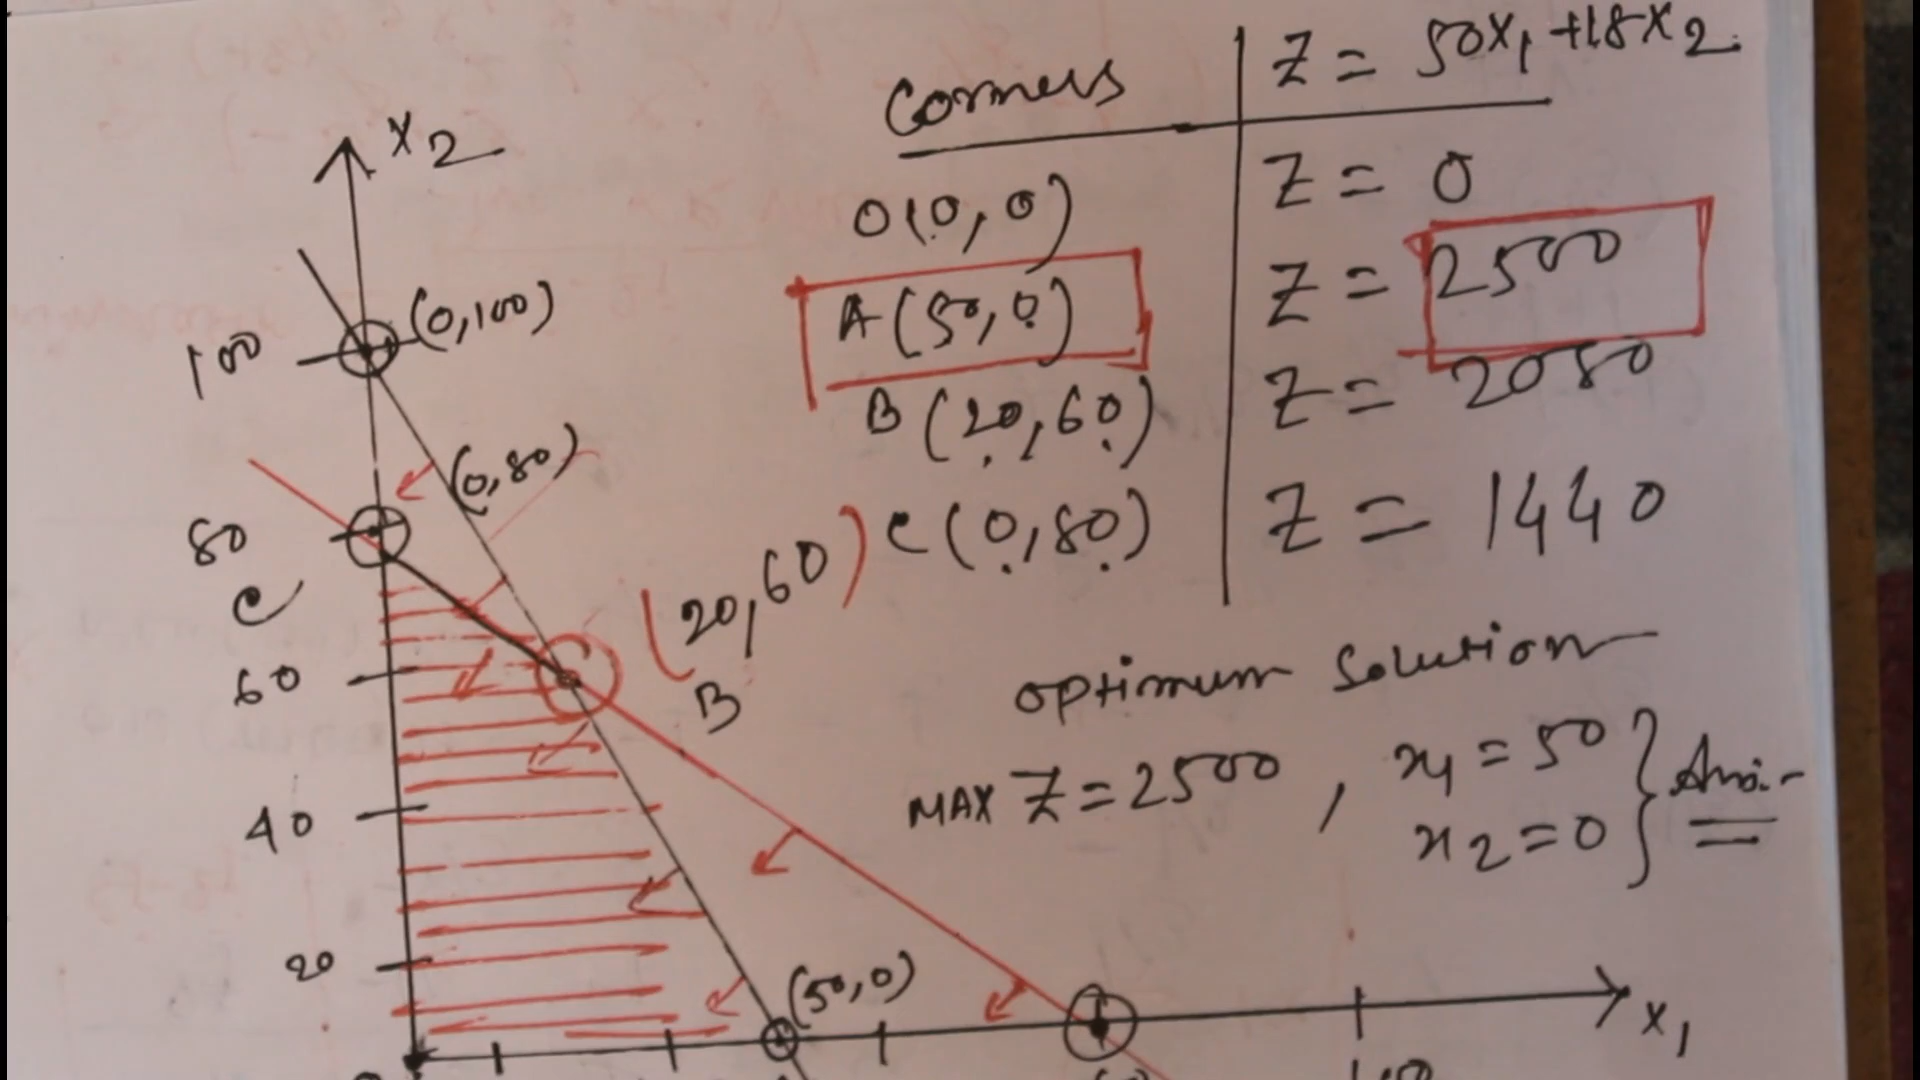 Corners Z = 50x1 + 18x2
O(0,0) Z = 0
A(50,0) Z = 2500
B(20,60) Z = 2080
C(0,80) Z = 1440
x2
100 (0,100)
(0,80)
80
C
(20,60)
60
B
40
20
(50,0)
x1
100
optimum solution
MAX Z = 2500 , x1 = 50
x2 = 0 } Ans.